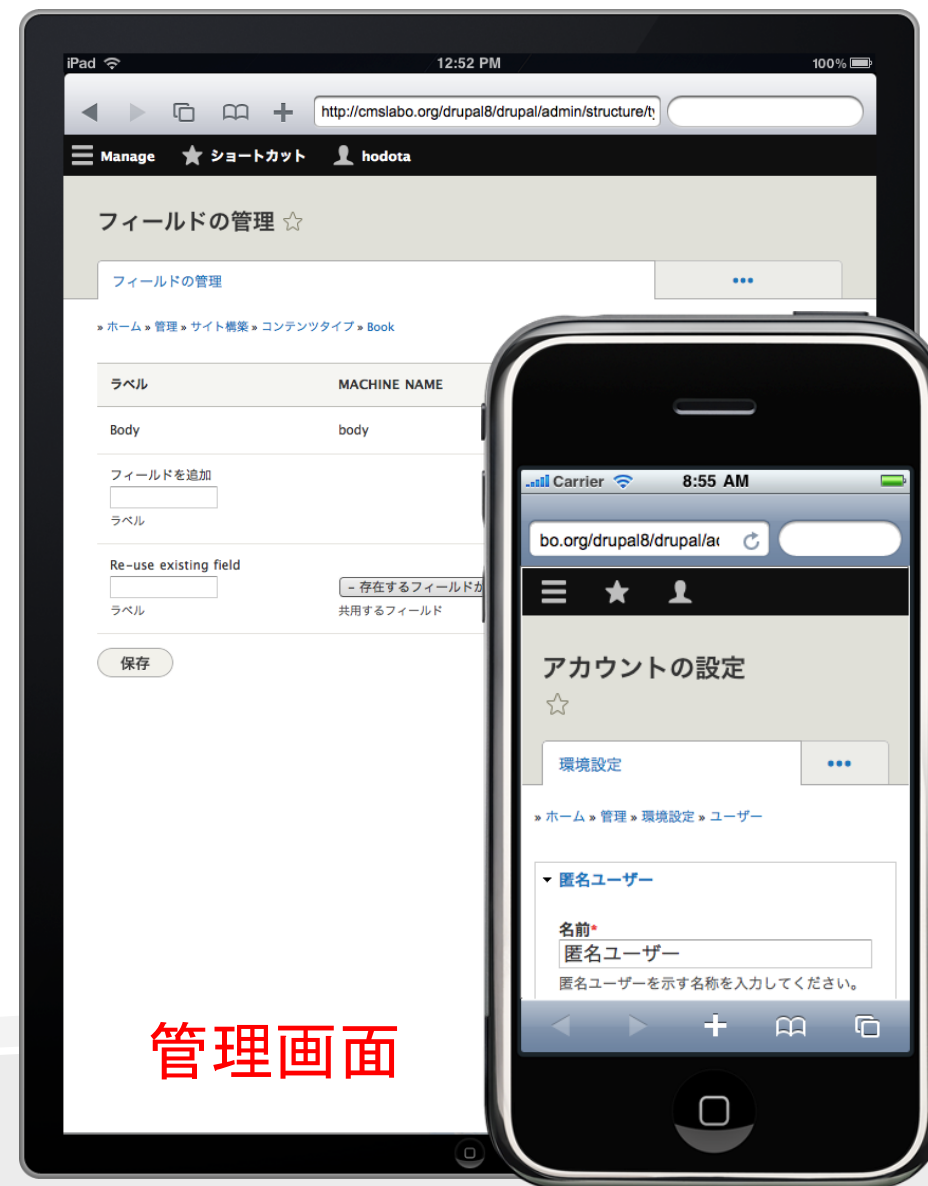 iPad 12:52 PM 100%
http://cmslabo.org/drupal8/drupal/admin/structure/ty
Manage ショートカット hodota
フィールドの管理
フィールドの管理 •••
» ホーム » 管理 » サイト構築 » コンテンツタイプ » Book
ラベル MACHINE NAME
Body body
フィールドを追加
ラベル
Re-use existing field
- 存在するフィールドが
ラベル 共用するフィールド
保存
管理画面
Carrier 8:55 AM
bo.org/drupal8/drupal/ac
アカウントの設定
環境設定 •••
» ホーム » 管理 » 環境設定 » ユーザー
匿名ユーザー
名前*
匿名ユーザー
匿名ユーザーを示す名称を入力してください。